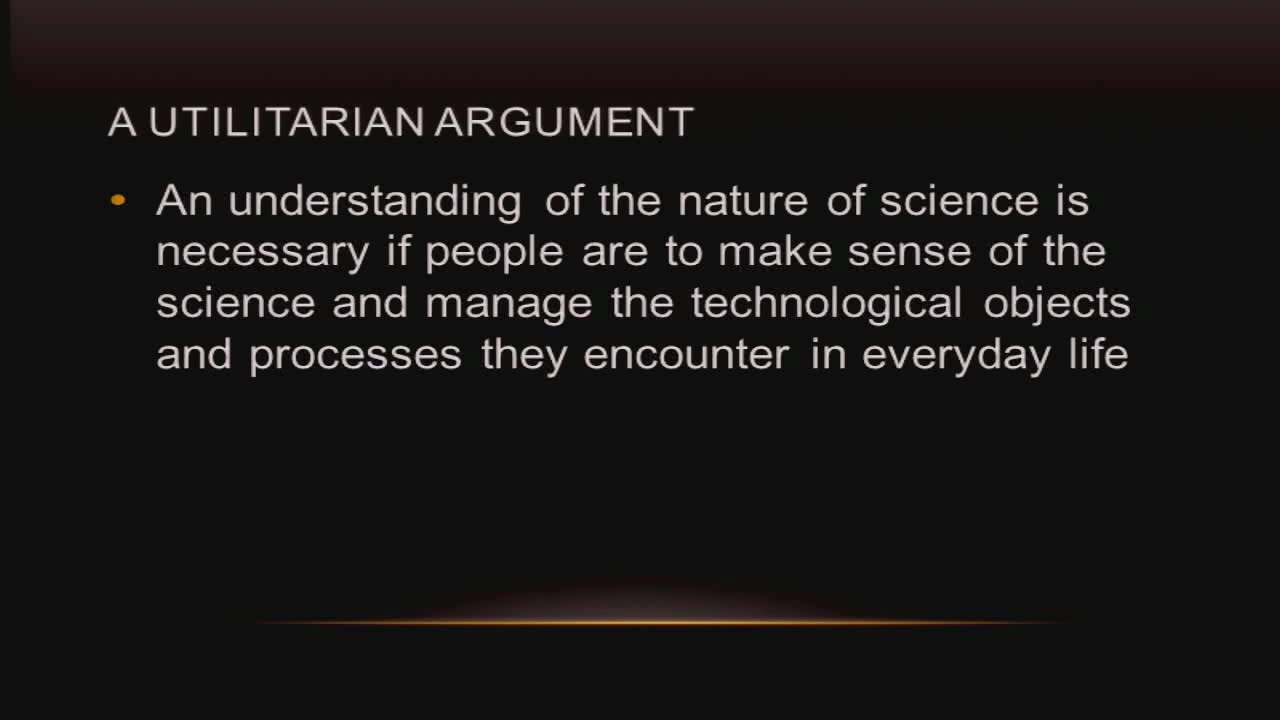 A UTILITARIAN ARGUMENT
• An understanding of the nature of science is
necessary if people are to make sense of the
science and manage the technological objects
and processes they encounter in everyday life